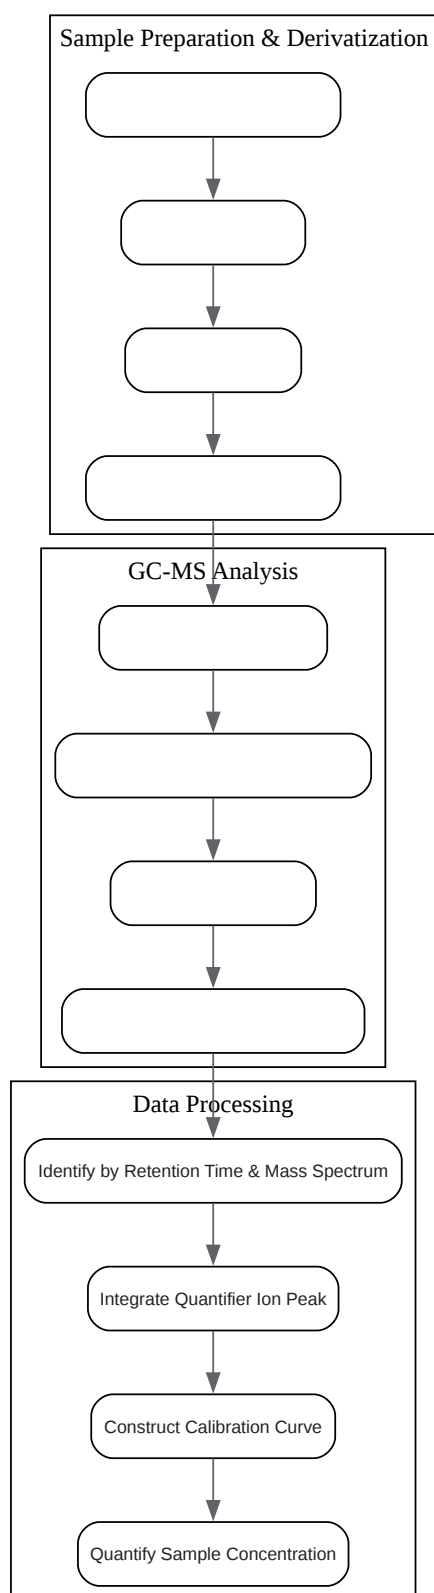 Sample Preparation & Derivatization
GC-MS Analysis
Data Processing
Identify by Retention Time & Mass Spectrum
Integrate Quantifier Ion Peak
Construct Calibration Curve
Quantify Sample Concentration